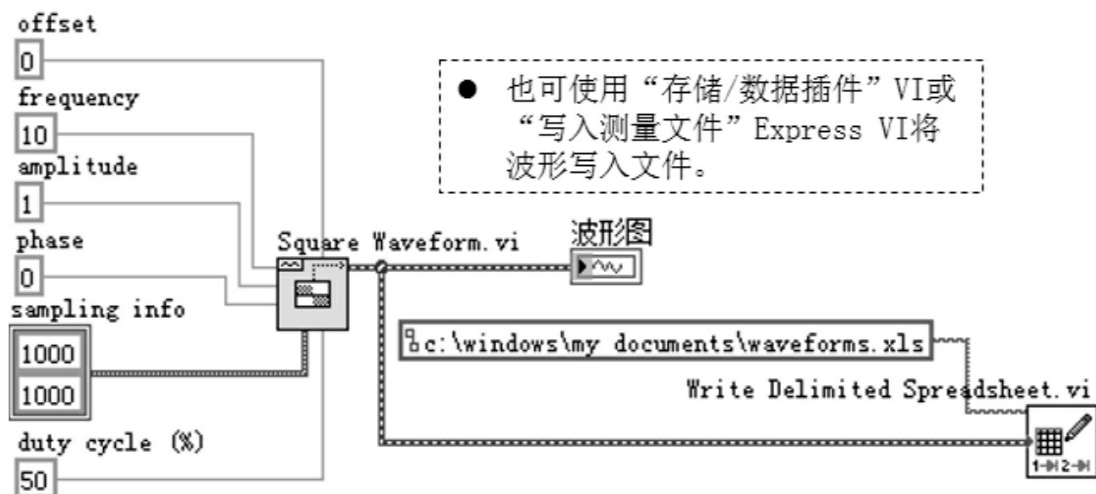 offset
0
frequency
10
amplitude
1
phase
0
sampling info
1000
1000
duty cycle (%)
50
● 也可使用“存储/数据插件”VI或
“写入测量文件”Express VI将
波形写入文件。
Square Waveform.vi
波形图
c:\windows\my documents\waveforms.xls
Write Delimited Spreadsheet.vi
1→2→